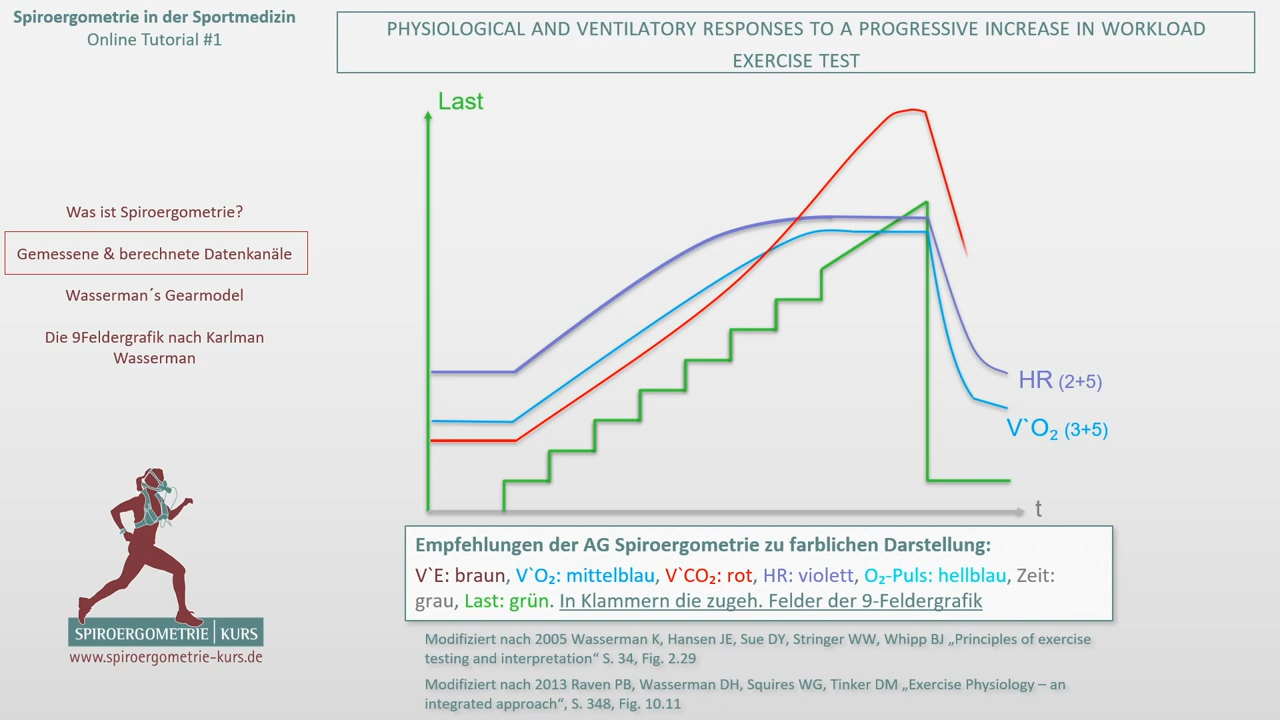 Spiroergometrie in der Sportmedizin
Online Tutorial #1
PHYSIOLOGICAL AND VENTILATORY RESPONSES TO A PROGRESSIVE INCREASE IN WORKLOAD
EXERCISE TEST
Was ist Spiroergometrie?
Gemessene & berechnete Datenkanäle
Wasserman´s Gearmodel
Die 9Feldergrafik nach Karlman
Wasserman
SPIROERGOMETRIE | KURS
www.spiroergometrie-kurs.de
Last
HR (2+5)
V`O₂ (3+5)
t
Empfehlungen der AG Spiroergometrie zu farblichen Darstellung:
V`E: braun, V`O₂: mittelblau, V`CO₂: rot, HR: violett, O₂-Puls: hellblau, Zeit:
grau, Last: grün. In Klammern die zugeh. Felder der 9-Feldergrafik
Modifiziert nach 2005 Wasserman K, Hansen JE, Sue DY, Stringer WW, Whipp BJ „Principles of exercise
testing and interpretation“ S. 34, Fig. 2.29
Modifiziert nach 2013 Raven PB, Wasserman DH, Squires WG, Tinker DM „Exercise Physiology – an
integrated approach“, S. 348, Fig. 10.11